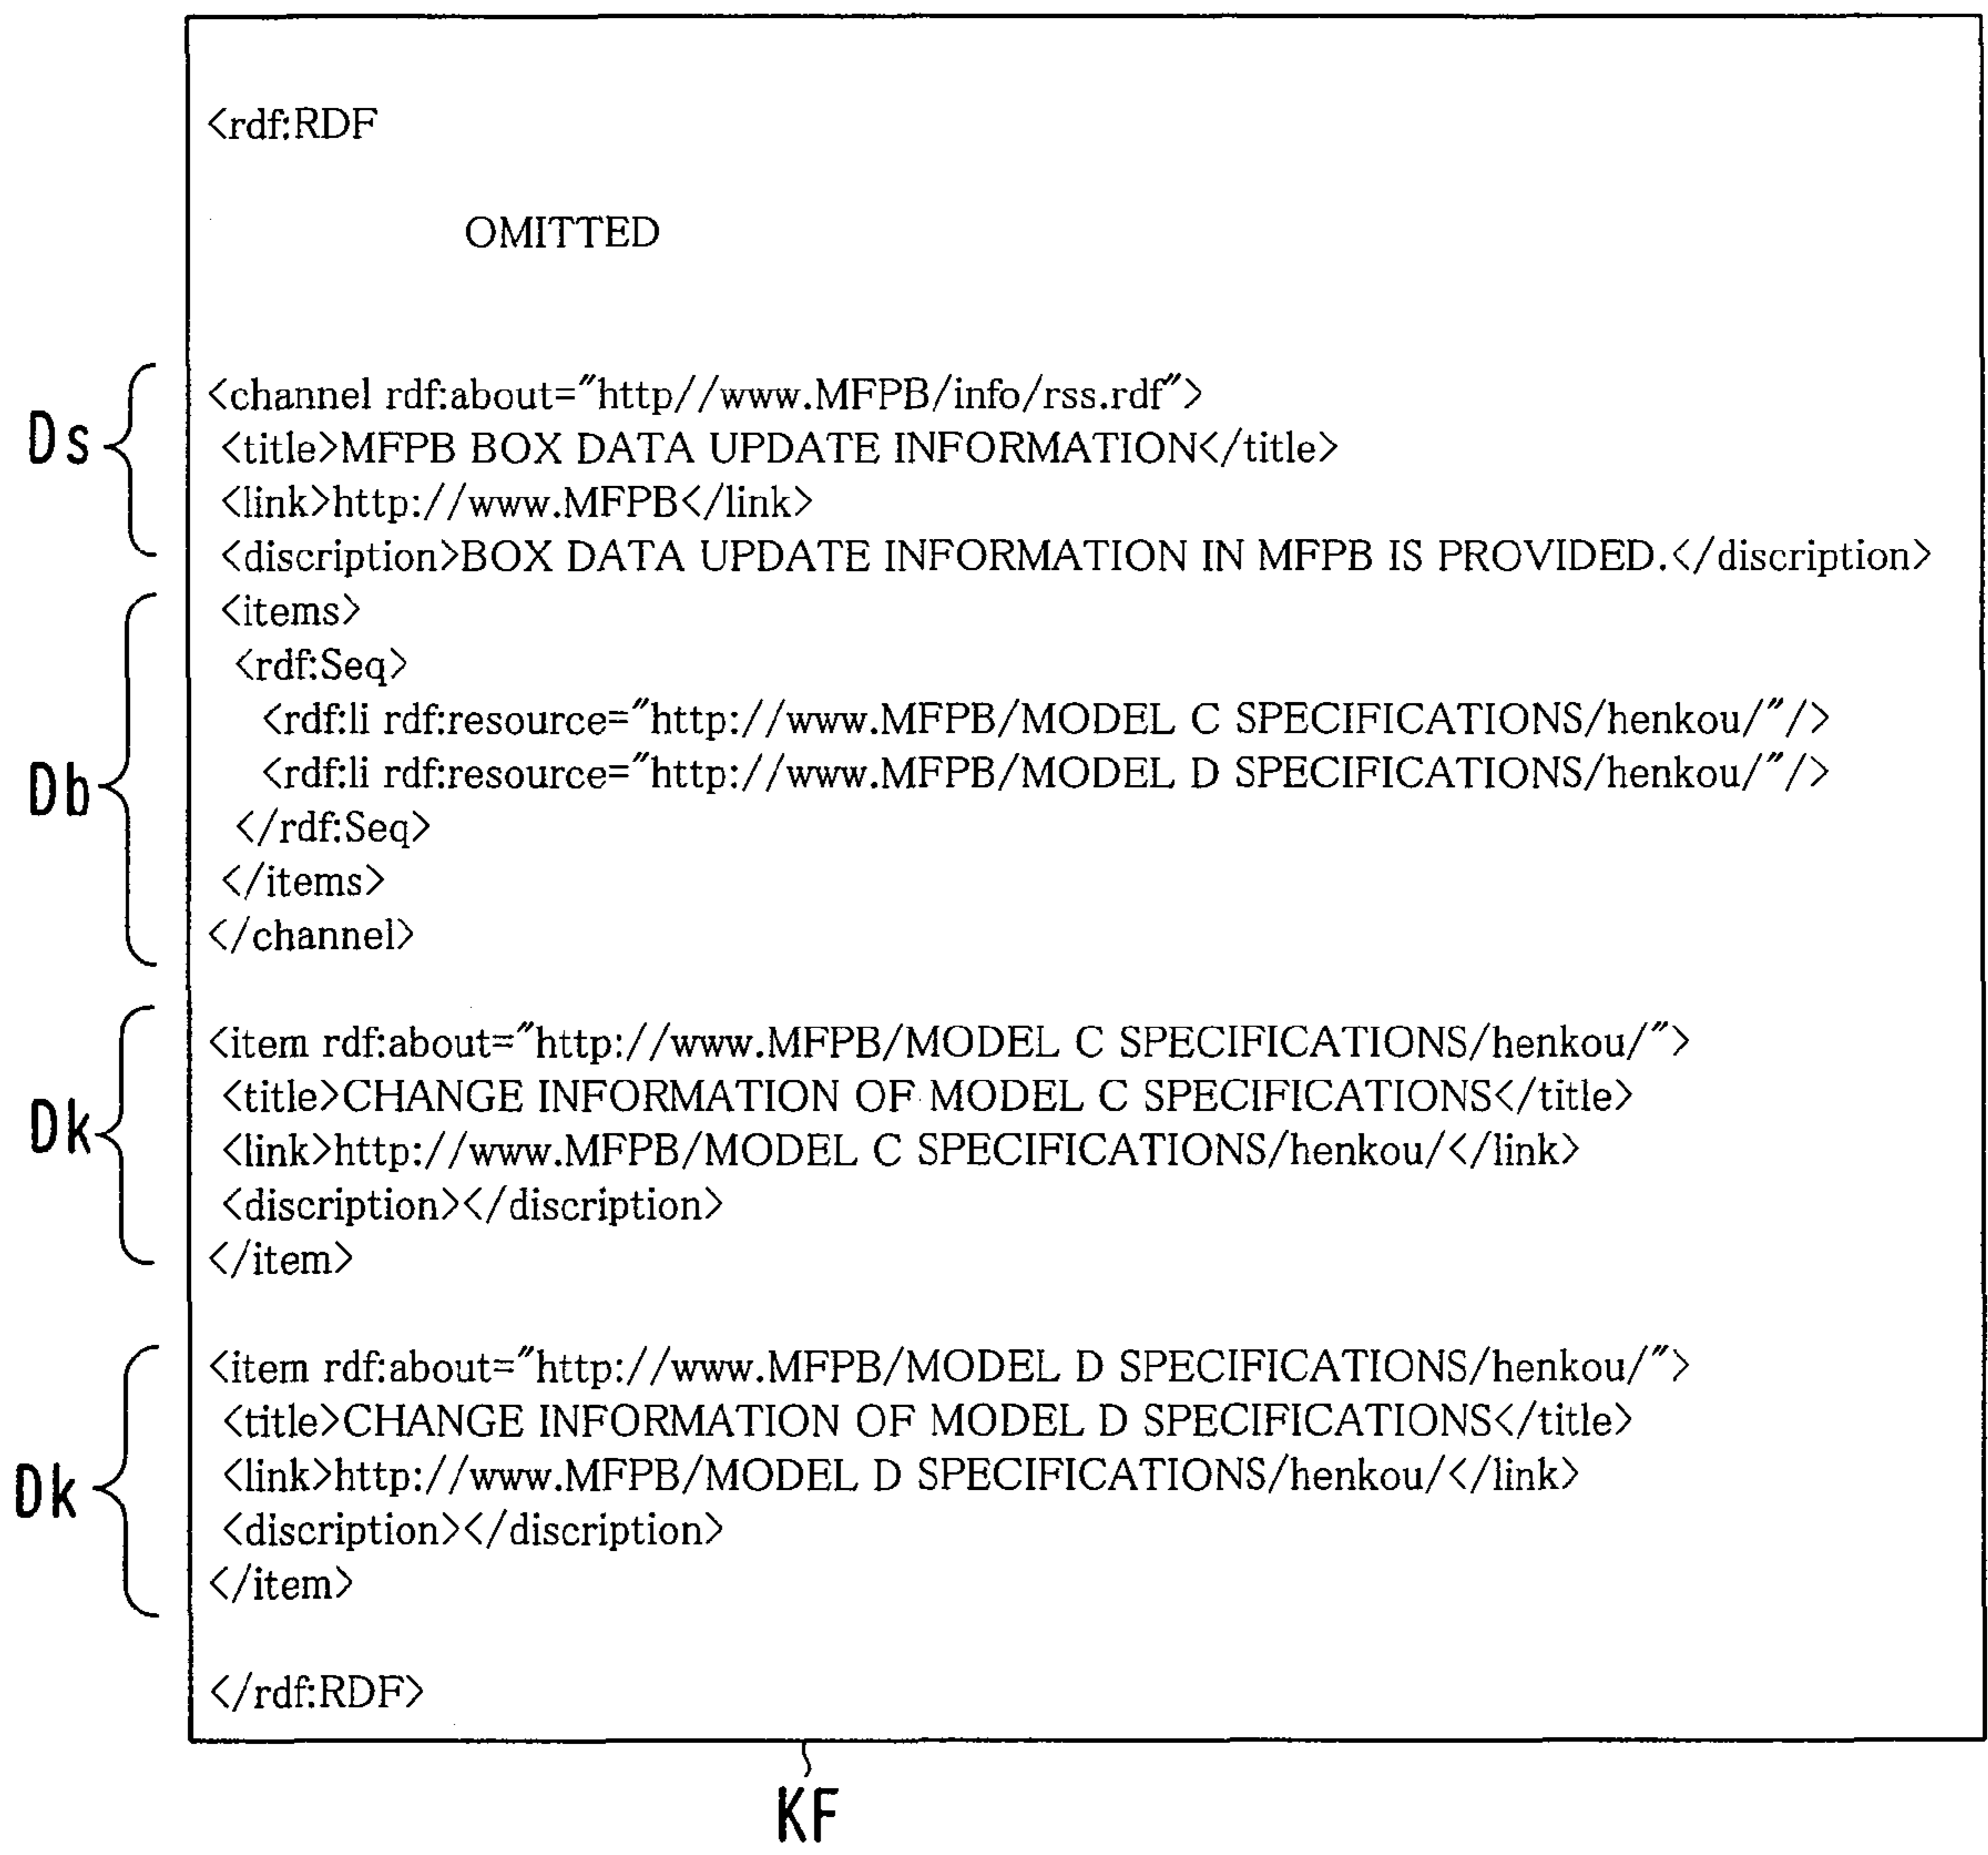 <rdf:RDF
OMITTED
Ds
<channel rdf:about="http//www.MFPB/info/rss.rdf">
<title>MFPB BOX DATA UPDATE INFORMATION</title>
<link>http://www.MFPB</link>
<discription>BOX DATA UPDATE INFORMATION IN MFPB IS PROVIDED.</discription>
Db
<items>
<rdf:Seq>
<rdf:li rdf:resource="http://www.MFPB/MODEL C SPECIFICATIONS/henkou/"/>
<rdf:li rdf:resource="http://www.MFPB/MODEL D SPECIFICATIONS/henkou/"/>
</rdf:Seq>
</items>
</channel>
Dk
<item rdf:about="http://www.MFPB/MODEL C SPECIFICATIONS/henkou/">
<title>CHANGE INFORMATION OF MODEL C SPECIFICATIONS</title>
<link>http://www.MFPB/MODEL C SPECIFICATIONS/henkou/</link>
<discription></discription>
</item>
Dk
<item rdf:about="http://www.MFPB/MODEL D SPECIFICATIONS/henkou/">
<title>CHANGE INFORMATION OF MODEL D SPECIFICATIONS</title>
<link>http://www.MFPB/MODEL D SPECIFICATIONS/henkou/</link>
<discription></discription>
</item>
</rdf:RDF>
KF